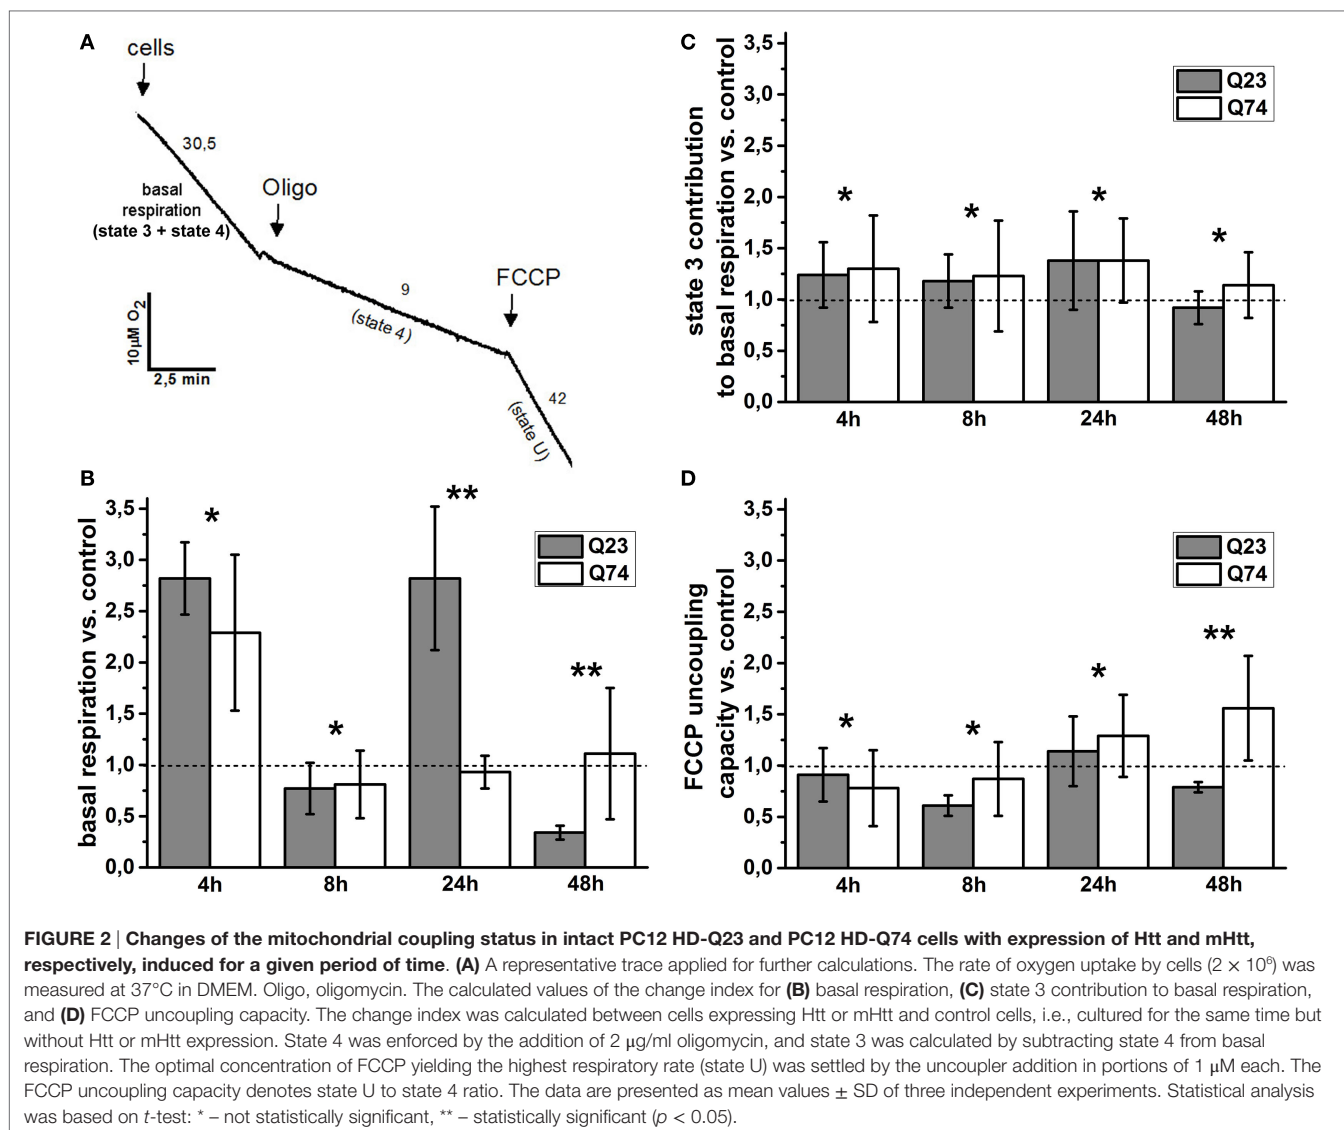 A
cells
30,5
basal
respiration
(state 3 + state 4)
Oligo
9
(state 4)
FCCP
42
(state U)
10µM O2
2,5 min
C
state 3 contribution
to basal respiration vs. control
3,5
3,0
2,5
2,0
1,5
1,0
0,5
0,0
Q23
Q74
*
*
*
*
4h
8h
24h
48h
B
basal respiration vs. control
3,5
3,0
2,5
2,0
1,5
1,0
0,5
0,0
Q23
Q74
*
*
**
**
4h
8h
24h
48h
D
FCCP uncoupling
capacity vs. control
3,5
3,0
2,5
2,0
1,5
1,0
0,5
0,0
Q23
Q74
*
*
*
**
4h
8h
24h
48h
FIGURE 2 | Changes of the mitochondrial coupling status in intact PC12 HD-Q23 and PC12 HD-Q74 cells with expression of Htt and mHtt,
respectively, induced for a given period of time. (A) A representative trace applied for further calculations. The rate of oxygen uptake by cells (2 × 10⁶) was
measured at 37°C in DMEM. Oligo, oligomycin. The calculated values of the change index for (B) basal respiration, (C) state 3 contribution to basal respiration,
and (D) FCCP uncoupling capacity. The change index was calculated between cells expressing Htt or mHtt and control cells, i.e., cultured for the same time but
without Htt or mHtt expression. State 4 was enforced by the addition of 2 µg/ml oligomycin, and state 3 was calculated by subtracting state 4 from basal
respiration. The optimal concentration of FCCP yielding the highest respiratory rate (state U) was settled by the uncoupler addition in portions of 1 µM each. The
FCCP uncoupling capacity denotes state U to state 4 ratio. The data are presented as mean values ± SD of three independent experiments. Statistical analysis
was based on t-test: * – not statistically significant, ** – statistically significant (p < 0.05).